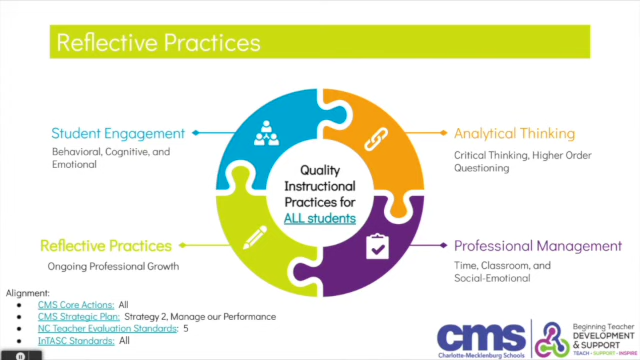 Reflective Practices
Student Engagement
Behavioral, Cognitive, and
Emotional
Analytical Thinking
Critical Thinking, Higher Order
Questioning
Quality
Instructional
Practices for
ALL students
Reflective Practices
Ongoing Professional Growth
Professional Management
Time, Classroom, and
Social-Emotional
Alignment:
● CMS Core Actions: All
● CMS Strategic Plan: Strategy 2, Manage our Performance
● NC Teacher Evaluation Standards: 5
● InTASC Standards: All
cms
Charlotte-Mecklenburg Schools
Beginning Teacher
DEVELOPMENT
& SUPPORT
TEACH • SUPPORT • INSPIRE